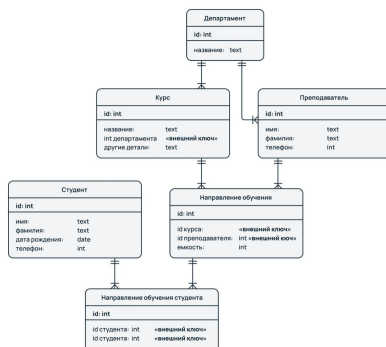 Департамент
id: int
название: text
Курс
id: int
название: text
int департамента «внешний ключ»
другие детали: text
Преподаватель
id: int
имя: text
фамилия: text
телефон: int
Студент
id: int
имя: text
фамилия: text
дата рождения: date
телефон: int
Направление обучения
id: int
id курса: «внешний ключ»
id преподавателя: int «внешний кюч»
емкость: int
Направление обучения студента
id: int
id студента: int «внешний ключ»
id студента: int «внешний ключ»